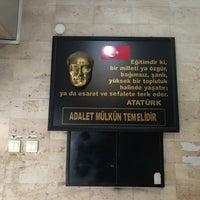 Eğitimdir ki,
bir milleti ya özgür,
bağımsız, şanlı,
yüksek bir topluluk
halinde yaşatır;
ya da esaret ve sefalete terk eder.
ATATÜRK
ADALET MÜLKÜN TEMELİDİR